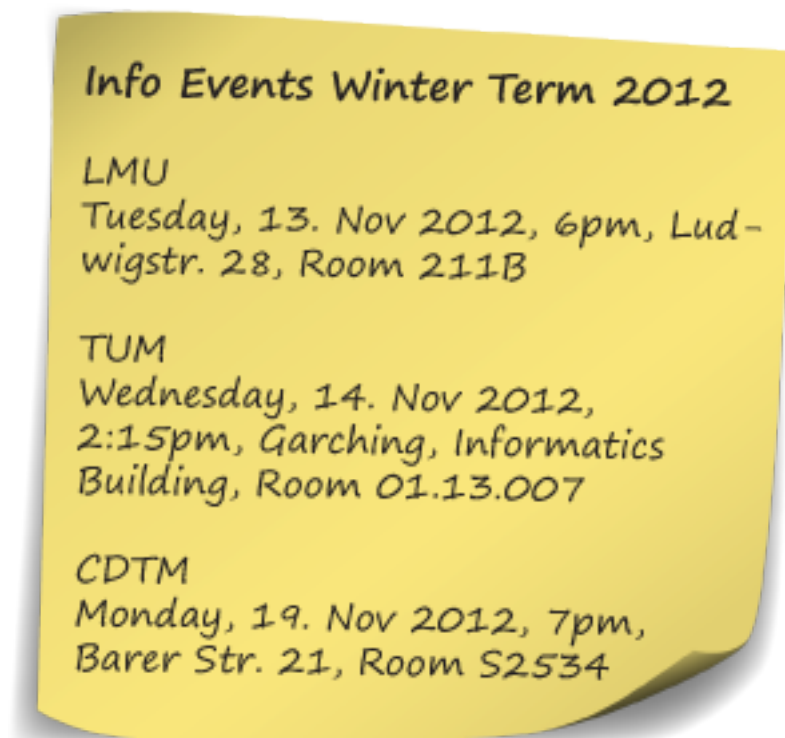 Info Events Winter Term 2012
LMU
Tuesday, 13. Nov 2012, 6pm, Lud-
wigstr. 28, Room 211B
TUM
Wednesday, 14. Nov 2012,
2:15pm, Garching, Informatics
Building, Room 01.13.007
CDTM
Monday, 19. Nov 2012, 7pm,
Barer Str. 21, Room S2534